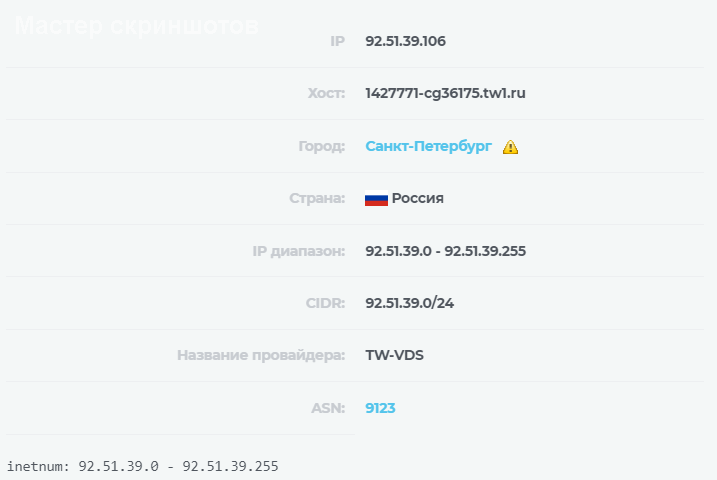 Мастер скриншотов
IP 92.51.39.106
Хост: 1427771-cg36175.tw1.ru
Город: Санкт-Петербург
Страна: Россия
IP диапазон: 92.51.39.0 - 92.51.39.255
CIDR: 92.51.39.0/24
Название провайдера: TW-VDS
ASN: 9123
inetnum: 92.51.39.0 - 92.51.39.255